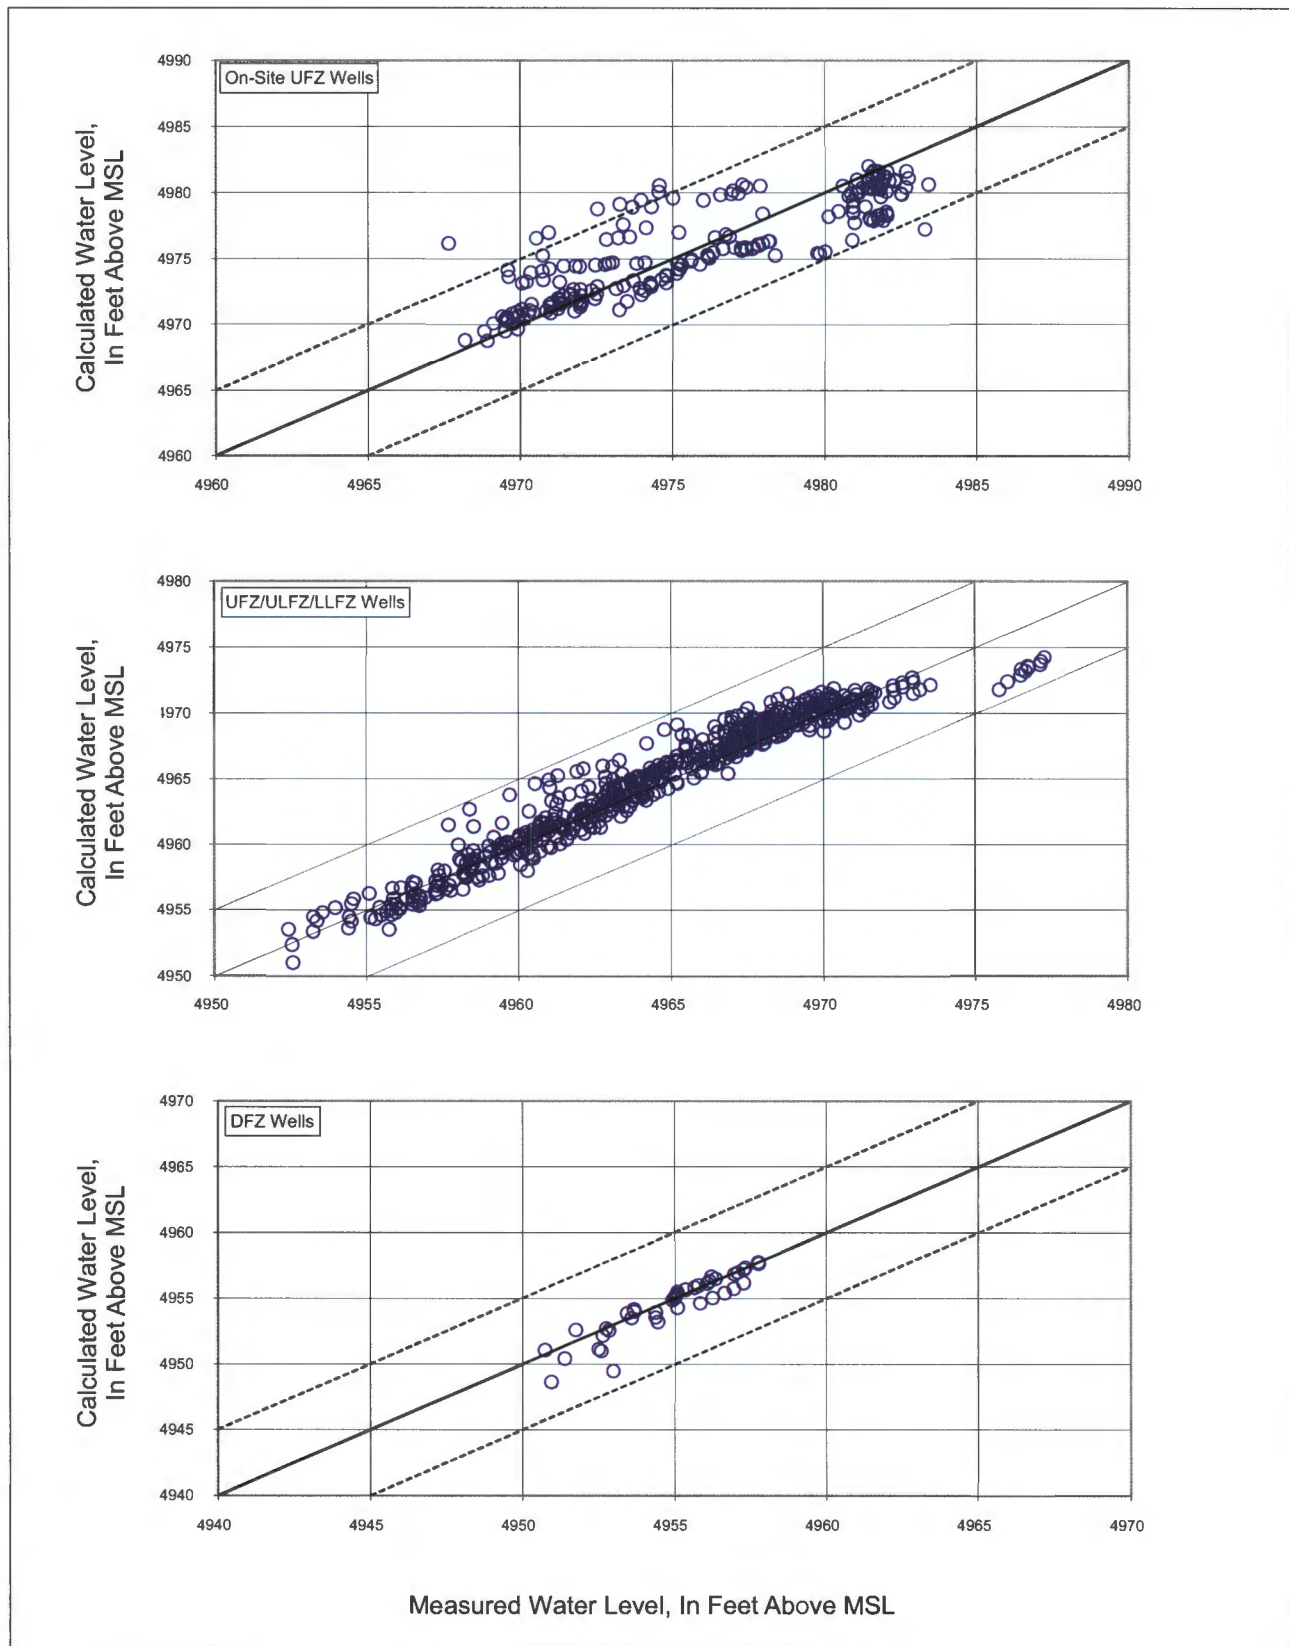 On-Site UFZ Wells
Calculated Water Level,
In Feet Above MSL
4990
4985
4980
4975
4970
4965
4960
4960 4965 4970 4975 4980 4985 4990
UFZ/ULFZ/LLFZ Wells
Calculated Water Level,
In Feet Above MSL
4980
4975
4970
4965
4960
4955
4950
4950 4955 4960 4965 4970 4975 4980
DFZ Wells
Calculated Water Level,
In Feet Above MSL
4970
4965
4960
4955
4950
4945
4940
4940 4945 4950 4955 4960 4965 4970
Measured Water Level, In Feet Above MSL